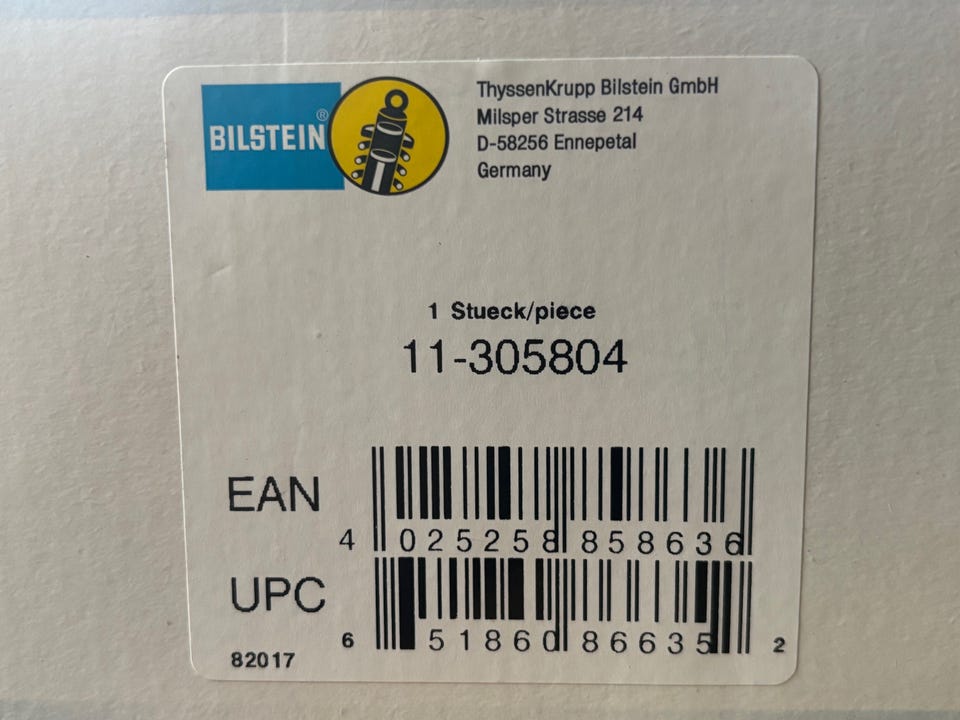 BILSTEIN®
ThyssenKrupp Bilstein GmbH
Milsper Strasse 214
D-58256 Ennepetal
Germany
1 Stueck/piece
11-305804
EAN
4 025258 858636
UPC
6 51860 86635 2
82017